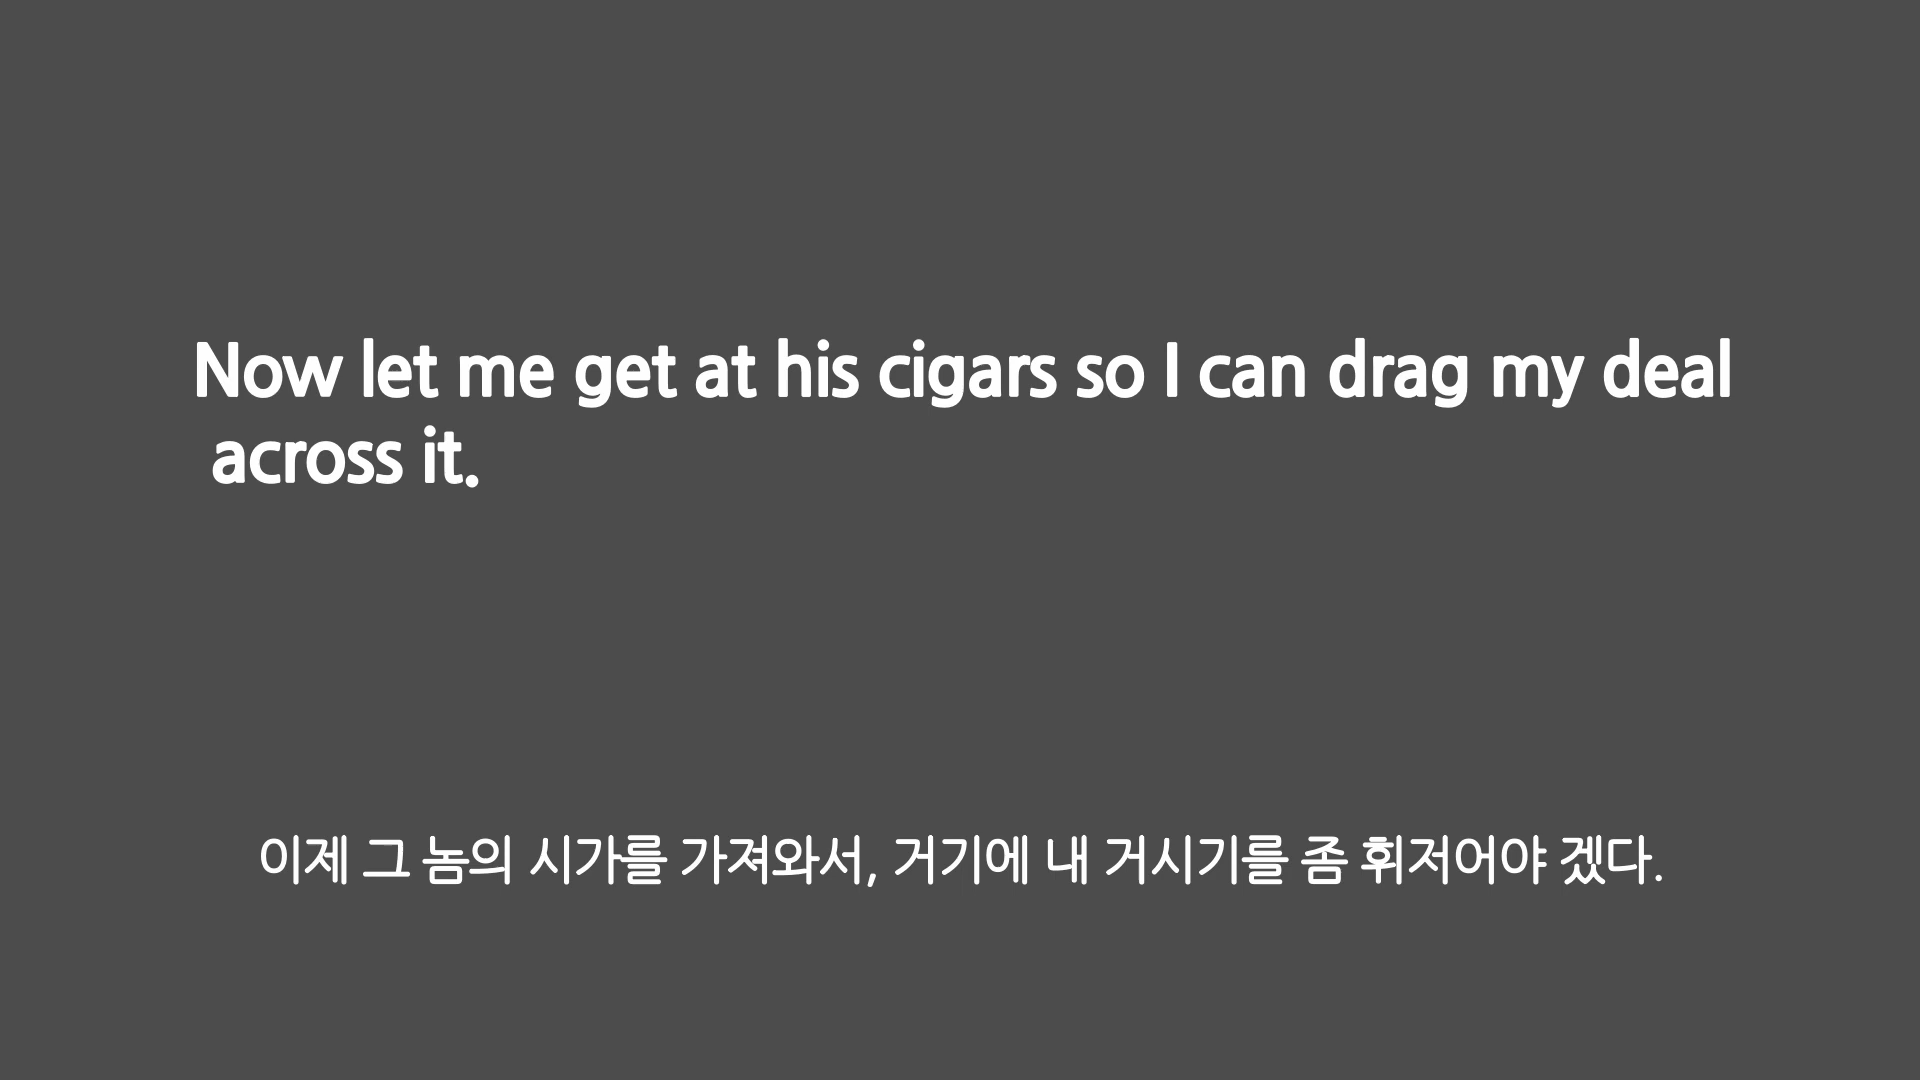 Now let me get at his cigars so I can drag my deal
across it.
이제 그 놈의 시가를 가져와서, 거기에 내 거시기를 좀 휘저어야 겠다.